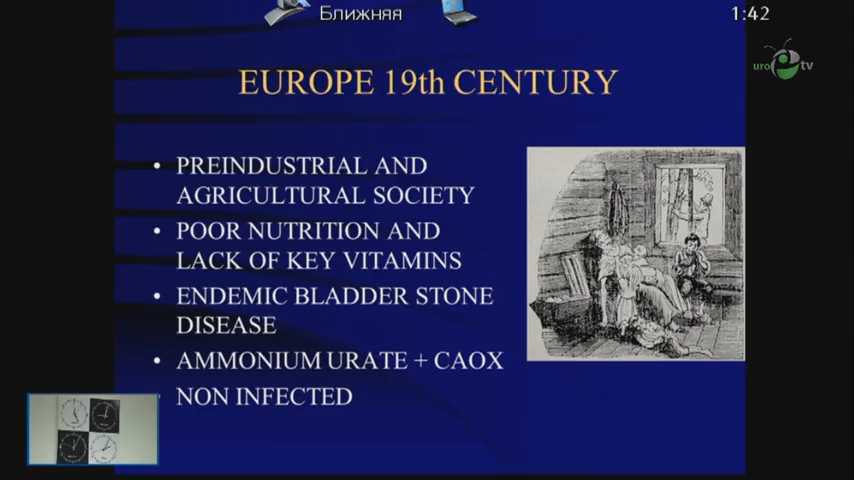 Ближняя
1:42
uro tv
EUROPE 19th CENTURY
• PREINDUSTRIAL AND
AGRICULTURAL SOCIETY
• POOR NUTRITION AND
LACK OF KEY VITAMINS
• ENDEMIC BLADDER STONE
DISEASE
• AMMONIUM URATE + CAOX
• NON INFECTED